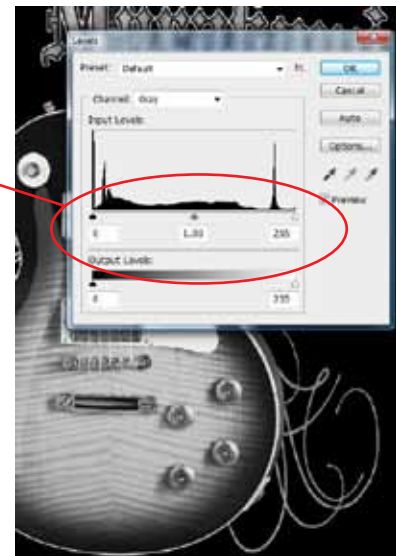 Levels
Preset: Default
OK
Cancel
Channel: Gray
Auto
Input Levels:
Options...
Preview
0 1.00 255
Output Levels:
0 255